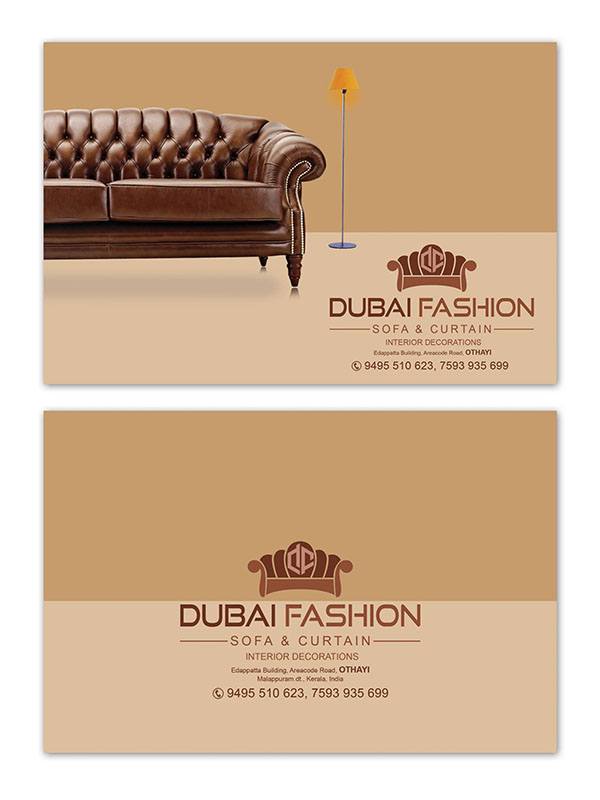 DF
DUBAI FASHION
SOFA & CURTAIN
INTERIOR DECORATIONS
Edappatta Building, Areacode Road, OTHAYI
9495 510 623, 7593 935 699
DF
DUBAI FASHION
SOFA & CURTAIN
INTERIOR DECORATIONS
Edappatta Building, Areacode Road, OTHAYI
Malappuram.dt., Kerala, India
9495 510 623, 7593 935 699